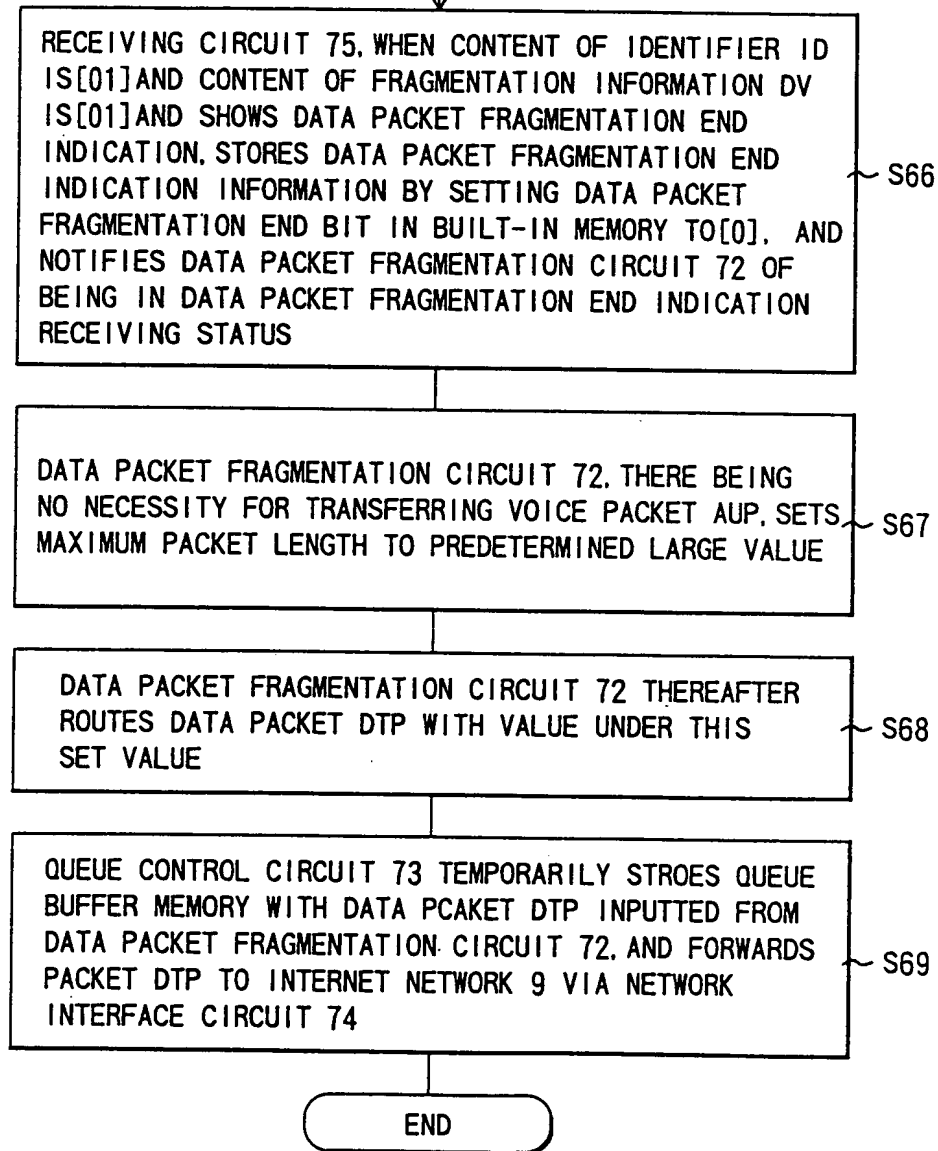 RECEIVING CIRCUIT 75, WHEN CONTENT OF IDENTIFIER ID
IS[01]AND CONTENT OF FRAGMENTATION INFORMATION DV
IS[01]AND SHOWS DATA PACKET FRAGMENTATION END
INDICATION, STORES DATA PACKET FRAGMENTATION END
INDICATION INFORMATION BY SETTING DATA PACKET
FRAGMENTATION END BIT IN BUILT-IN MEMORY TO[0], AND
NOTIFIES DATA PACKET FRAGMENTATION CIRCUIT 72 OF
BEING IN DATA PACKET FRAGMENTATION END INDICATION
RECEIVING STATUS
S66
DATA PACKET FRAGMENTATION CIRCUIT 72, THERE BEING
NO NECESSITY FOR TRANSFERRING VOICE PACKET AUP, SETS
MAXIMUM PACKET LENGTH TO PREDETERMINED LARGE VALUE
S67
DATA PACKET FRAGMENTATION CIRCUIT 72 THEREAFTER
ROUTES DATA PACKET DTP WITH VALUE UNDER THIS
SET VALUE
S68
QUEUE CONTROL CIRCUIT 73 TEMPORARILY STROES QUEUE
BUFFER MEMORY WITH DATA PCAKET DTP INPUTTED FROM
DATA PACKET FRAGMENTATION CIRCUIT 72, AND FORWARDS
PACKET DTP TO INTERNET NETWORK 9 VIA NETWORK
INTERFACE CIRCUIT 74
S69
END